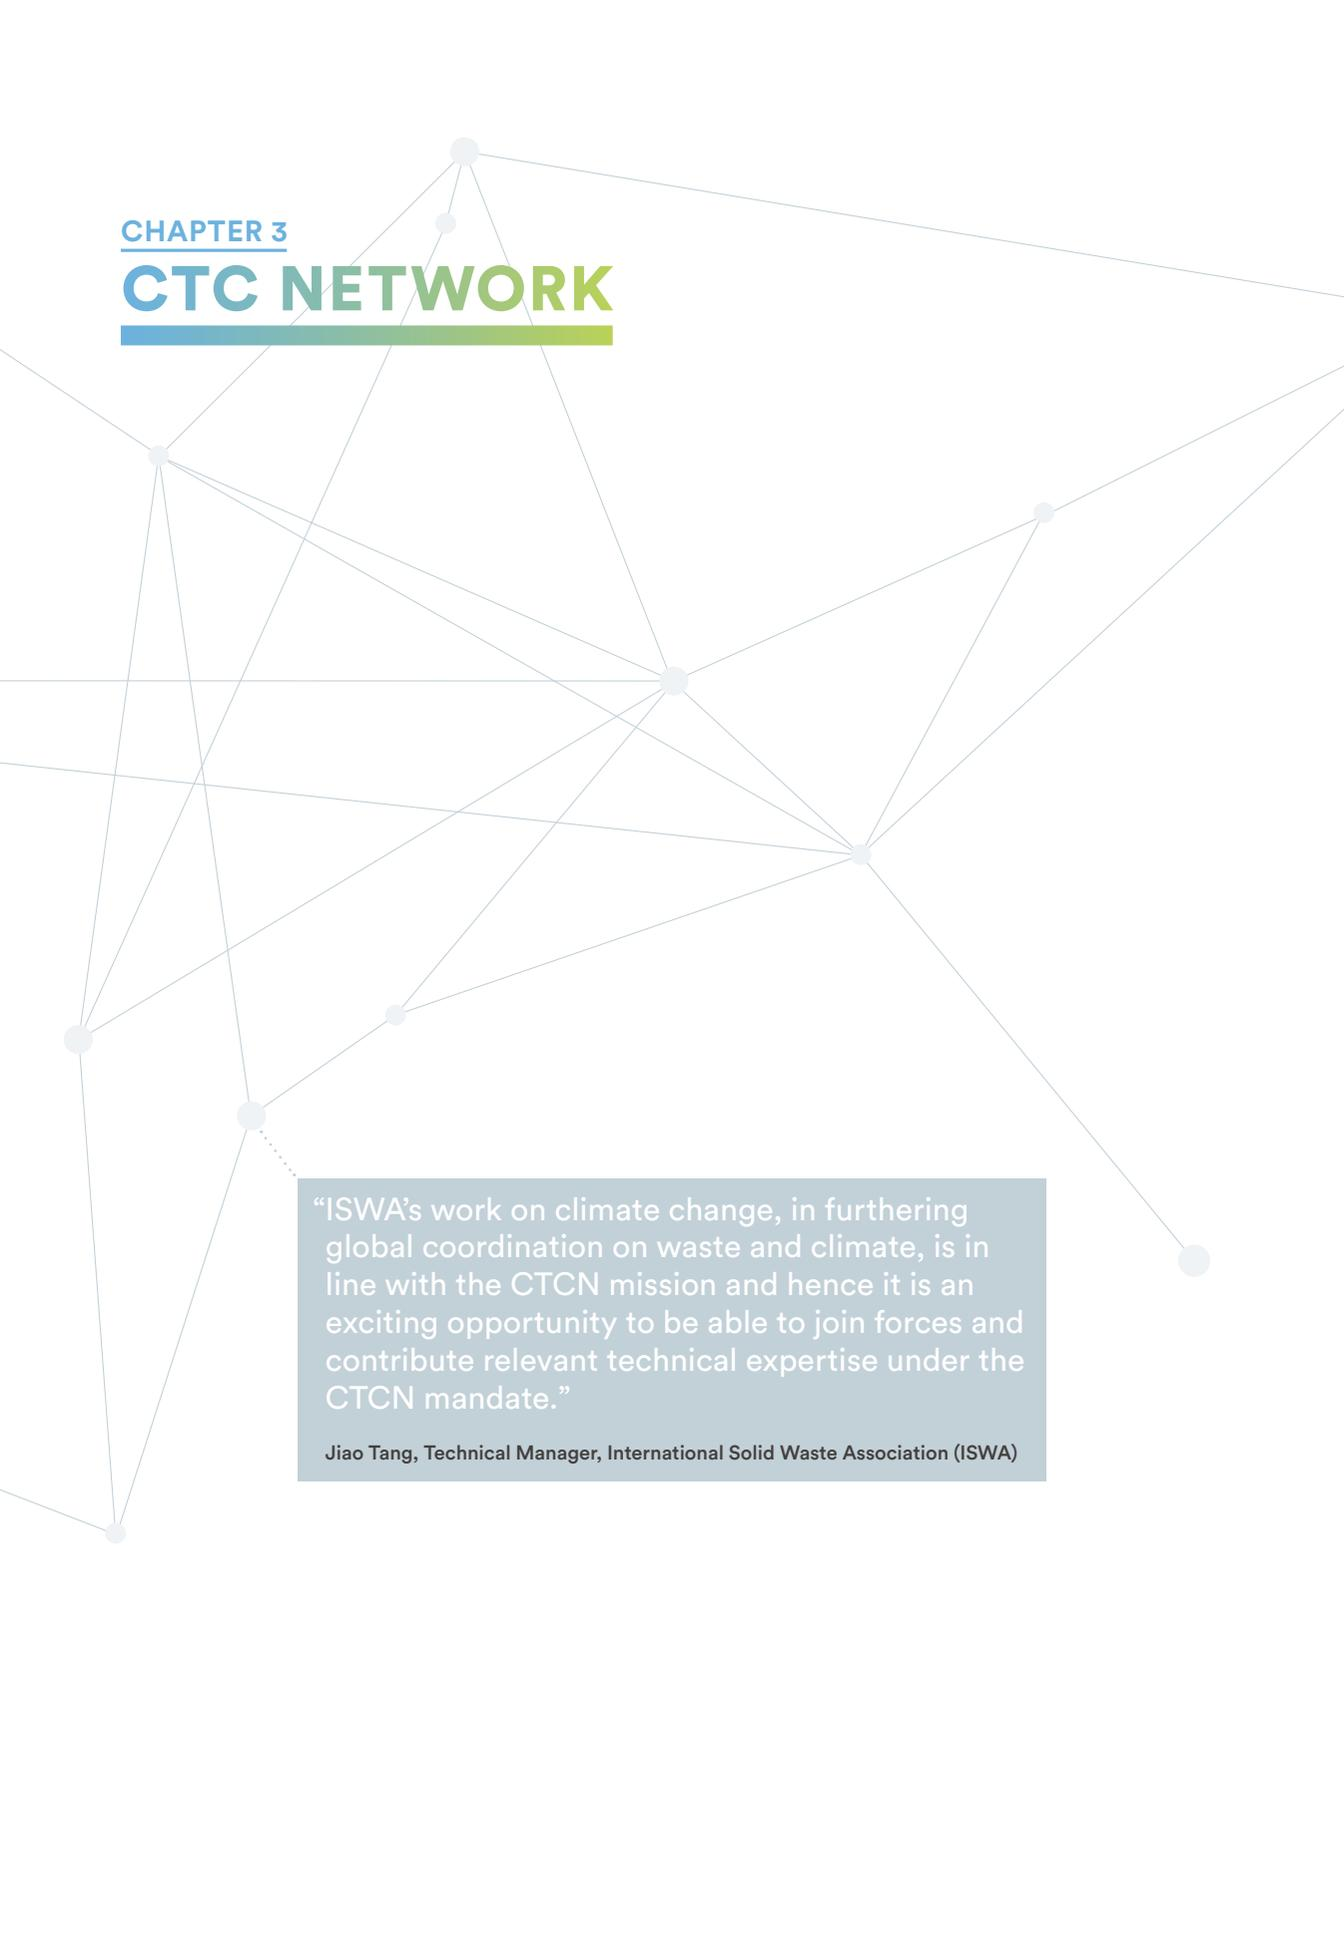 CHAPTER 3
CTC NETWORK
“ISWA’s work on climate change, in furthering
global coordination on waste and climate, is in
line with the CTCN mission and hence it is an
exciting opportunity to be able to join forces and
contribute relevant technical expertise under the
CTCN mandate.”
Jiao Tang, Technical Manager, International Solid Waste Association (ISWA)